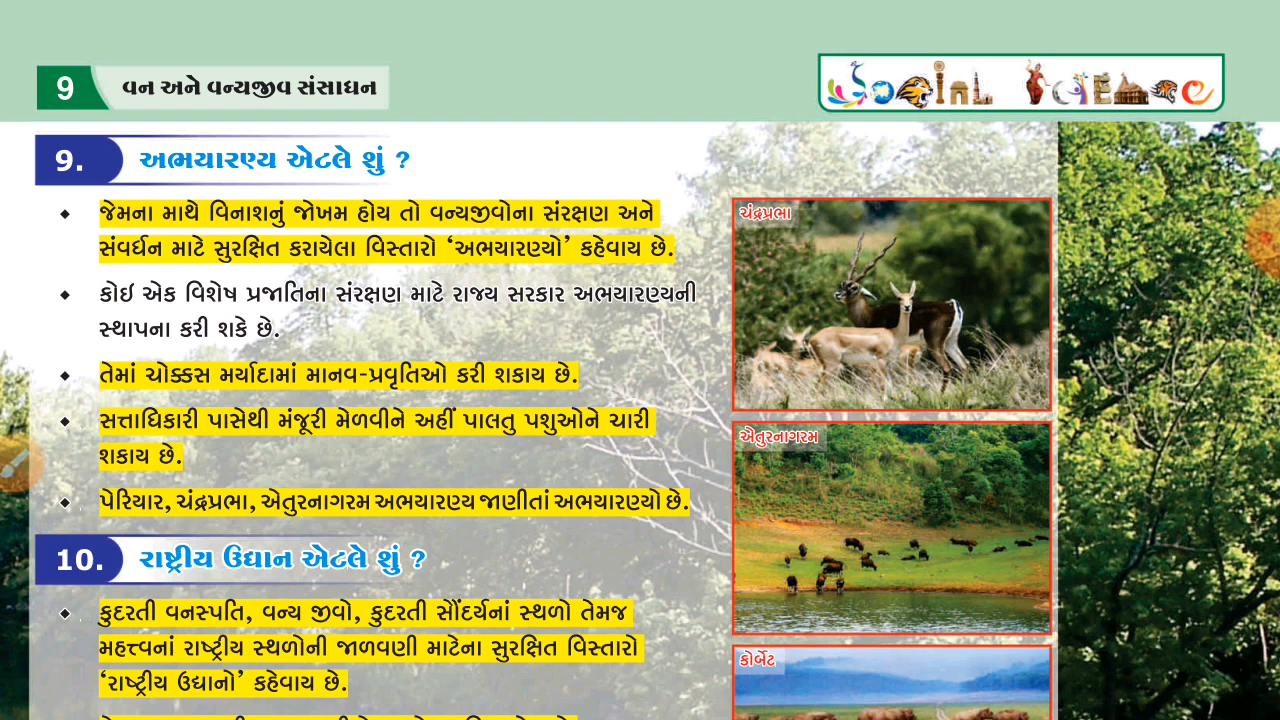 9 વન અને વન્યજીવ સંસાધન
Social Science
9. અભયારણ્ય એટલે શું ?
જેમના માથે વિનાશનું જોખમ હોય તો વન્યજીવોના સંરક્ષણ અને
સંવર્ધન માટે સુરક્ષિત કરાયેલા વિસ્તારો ‘અભયારણ્યો’ કહેવાય છે.
કોઈ એક વિશેષ પ્રજાતિના સંરક્ષણ માટે રાજ્ય સરકાર અભયારણ્યની
સ્થાપના કરી શકે છે.
તેમાં ચોક્કસ મર્યાદામાં માનવ-પ્રવૃતિઓ કરી શકાય છે.
સત્તાધિકારી પાસેથી મંજૂરી મેળવીને અહીં પાલતુ પશુઓને ચારી
શકાય છે.
પેરિયાર, ચંદ્રપ્રભા, એતુરનાગરમ અભયારણ્ય જાણીતાં અભયારણ્યો છે.
ચંદ્રપ્રભા
એતુરનાગરમ
કોર્બેટ
10. રાષ્ટ્રીય ઉદ્યાન એટલે શું ?
કુદરતી વનસ્પતિ, વન્ય જીવો, કુદરતી સૌંદર્યનાં સ્થળો તેમજ
મહત્ત્વનાં રાષ્ટ્રીય સ્થળોની જાળવણી માટેના સુરક્ષિત વિસ્તારો
‘રાષ્ટ્રીય ઉદ્યાનો’ કહેવાય છે.